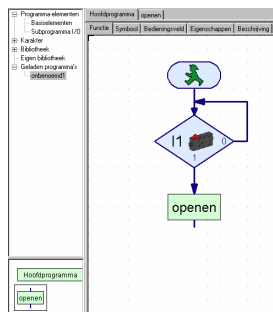 Programma-elementen
Basiselementen
Subprogramma I/O
Karakter
Bibliotheek
Eigen bibliotheek
Geladen programma's
onbenoemd1
Hoofdprogramma
openen
Hoofdprogramma openen
Functie Symbool Bedieningsveld Eigenschappen Beschrijving
I1 0
1
openen